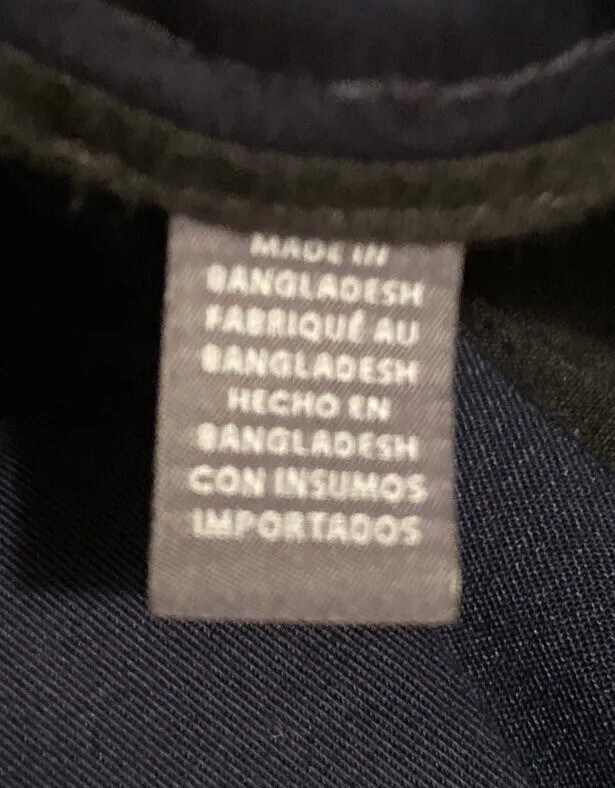 MADE IN
BANGLADESH
FABRIQUÉ AU
BANGLADESH
HECHO EN
BANGLADESH
CON INSUMOS
IMPORTADOS